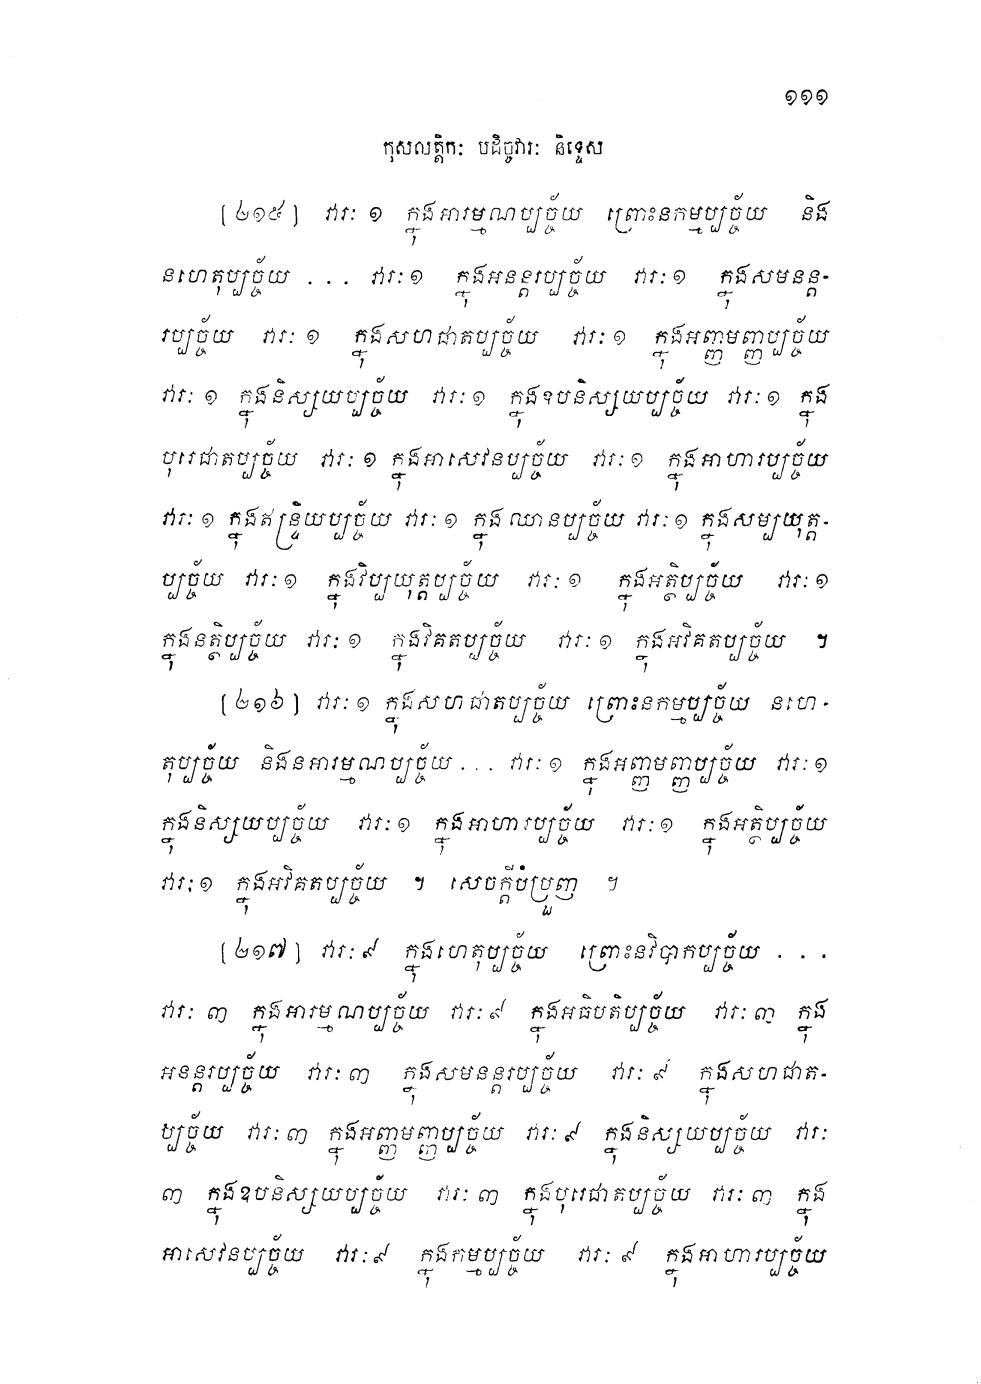 ១១១
កុសលត្តិក: បដិច្ចវារ: និទ្ទេស
[២១៥] វារ: ១ ក្នុងអារម្មណប្បច្ច័យ ព្រោះនកម្មប្បច្ច័យ និង
នហេតុប្បច្ច័យ ... វារ:១ ក្នុងអនន្តរប្បច្ច័យ វារ:១ ក្នុងសមនន្ត-
រប្បច្ច័យ វារ: ១ ក្នុងសហជាតប្បច្ច័យ វារ:១ ក្នុងអញ្ញមញ្ញប្បច្ច័យ
វារ: ១ ក្នុងនិស្សយប្បច្ច័យ វារ:១ ក្នុងឧបនិស្សយប្បច្ច័យ វារ:១ ក្នុង
បុរេជាតប្បច្ច័យ វារ:១ ក្នុងអាសេវនប្បច្ច័យ វារ:១ ក្នុងអាហារប្បច្ច័យ
វារ:១ ក្នុងឥន្ទ្រិយប្បច្ច័យ វារ:១ ក្នុងឈានប្បច្ច័យ វារ:១ ក្នុងសម្បយុត្ត-
ប្បច្ច័យ វារ:១ ក្នុងវិប្បយុត្តប្បច្ច័យ វារ:១ ក្នុងអត្ថិប្បច្ច័យ វារ:១
ក្នុងនត្ថិប្បច្ច័យ វារ:១ ក្នុងវិគតប្បច្ច័យ វារ:១ ក្នុងអវិគតប្បច្ច័យ ។
[២១៦] វារ:១ ក្នុងសហជាតប្បច្ច័យ ព្រោះនកម្មប្បច្ច័យ នហេ-
តុប្បច្ច័យ និងនអារម្មណប្បច្ច័យ... វារ:១ ក្នុងអញ្ញមញ្ញប្បច្ច័យ វារ:១
ក្នុងនិស្សយប្បច្ច័យ វារ:១ ក្នុងអាហារប្បច្ច័យ វារ:១ ក្នុងអត្ថិប្បច្ច័យ
វារ:១ ក្នុងអវិគតប្បច្ច័យ ។ សេចក្តីបំប្រួញ ។
[២១៧] វារ:៩ ក្នុងហេតុប្បច្ច័យ ព្រោះនវិបាកប្បច្ច័យ ...
វារ: ៣ ក្នុងអារម្មណប្បច្ច័យ វារ:៩ ក្នុងអធិបតិប្បច្ច័យ វារ:៣ ក្នុង
អនន្តរប្បច្ច័យ វារ:៣ ក្នុងសមនន្តរប្បច្ច័យ វារ:៩ ក្នុងសហជាត-
ប្បច្ច័យ វារ:៣ ក្នុងអញ្ញមញ្ញប្បច្ច័យ វារ:៩ ក្នុងនិស្សយប្បច្ច័យ វារ:
៣ ក្នុងឧបនិស្សយប្បច្ច័យ វារ:៣ ក្នុងបុរេជាតប្បច្ច័យ វារ:៣ ក្នុង
អាសេវនប្បច្ច័យ វារ:៩ ក្នុងកម្មប្បច្ច័យ វារ:៩ ក្នុងអាហារប្បច្ច័យ